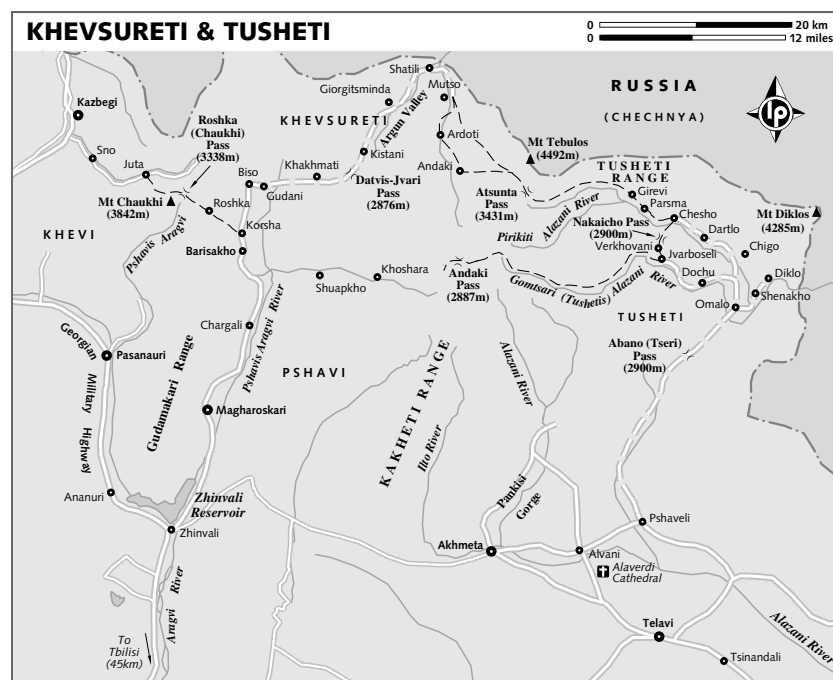 KHEVSURETI & TUSHETI
0 20 km
0 12 miles
Shatili
Mutso
Giorgitsminda
RUSSIA
(CHECHNYA)
lp
Kazbegi
Roshka
(Chaukhi)
Pass
(3338m)
KHEVSURETI
Argun Valley
Ardoti
Sno
Juta
Kistani
Mt Tebulos
(4492m)
Khakhmati
Andaki
TUSHETI
RANGE
Biso
Gudani
Datvis-Jvari
Pass
(2876m)
Atsunta
Pass
(3431m)
Girevi
Parsma
Chesho
Mt Chaukhi
(3842m)
Roshka
Alazani River
Pirikiti
Nakaicho Pass
(2900m)
Dartlo
Mt Diklos
(4285m)
KHEVI
Pshavis Aragvi
Korsha
Barisakho
Verkhovani
Jvarboseli
Chigo
Khoshara
Shuapkho
Andaki
Pass
(2887m)
Gomtsari (Tushetis) Alazani River
Dochu
Diklo
Shenakho
Omalo
TUSHETI
Chargali
Pshavis Aragvi River
Georgian Military Highway
Pasanauri
Gudamakari Range
PSHAVI
KAKHETI RANGE
Alazani River
Abano (Tseri)
Pass
(2900m)
Magharoskari
Ilto River
Pankisi
Gorge
Ananuri
Zhinvali
Reservoir
Zhinvali
Pshaveli
Akhmeta
Alvani
Alaverdi
Cathedral
Aragvi River
To
Tbilisi
(45km)
Telavi
Alazani River
Tsinandali